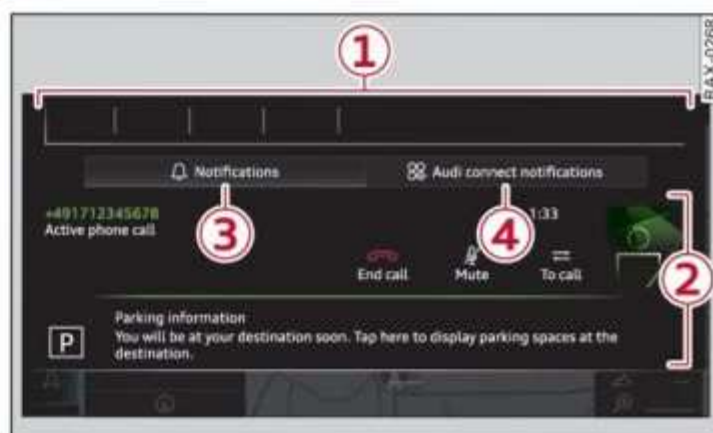 RAX-0268
1
Notifications
Audi connect notifications
3
4
+491712345678
1:33
Active phone call
End call
Mute
To call
2
Parking information
You will be at your destination soon. Tap here to display parking spaces at the
destination.
P